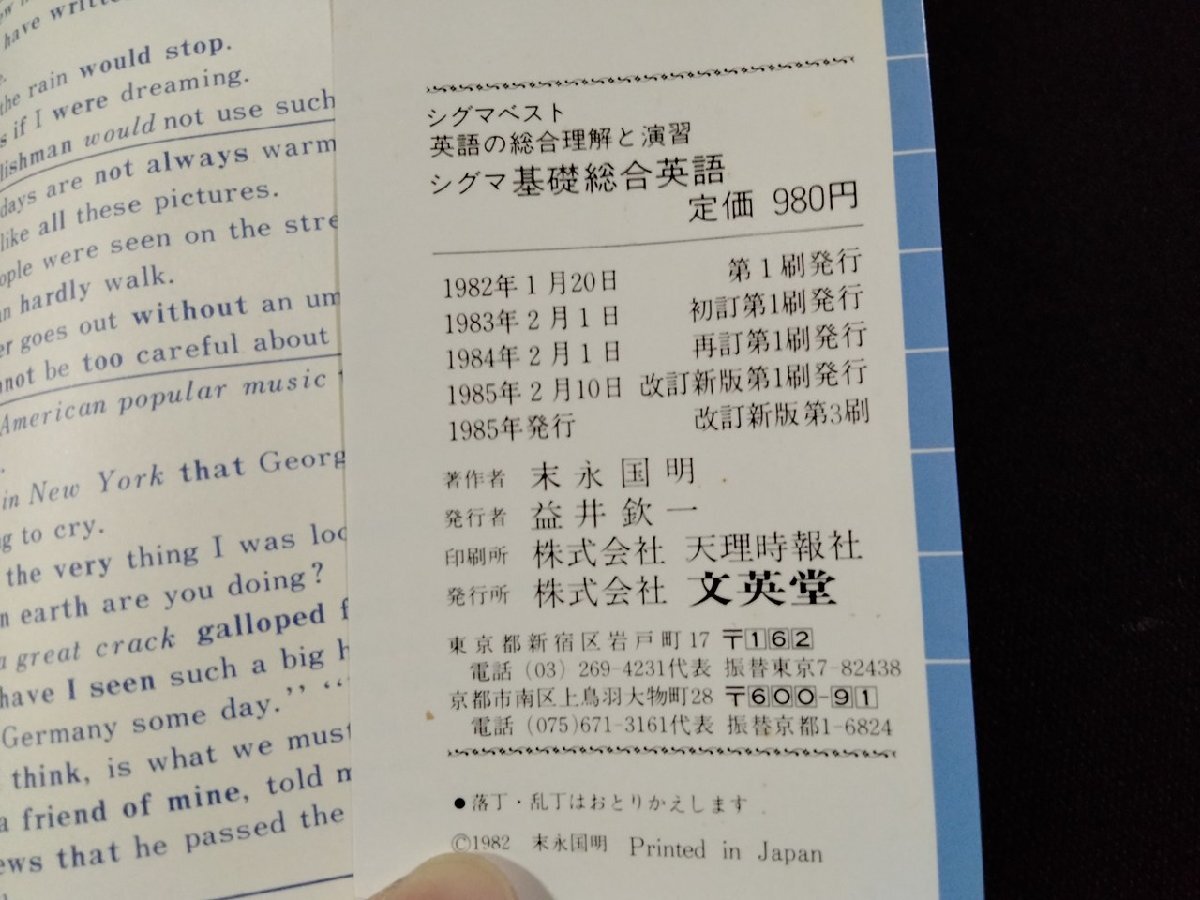 have written
the rain would stop.
if I were dreaming.
would not use such
days are not always warm
like all these pictures.
were seen on the
hardly walk.
goes out without an
be too careful about
American popular music
in New York that
to cry.
the very thing I was
earth are you doing?
a great crack galloped
have I seen such a big
Germany some day.” “
think, is what we must
a friend of mine, told
that he passed the
シグマベスト
英語の総合理解と演習
シグマ 基礎総合英語
定価 980円
1982年1月20日 第1刷発行
1983年2月1日 初訂第1刷発行
1984年2月1日 再訂第1刷発行
1985年2月10日 改訂新版第1刷発行
1985年発行 改訂新版第3刷
著作者 末永国明
発行者 益井欽一
印刷所 株式会社 天理時報社
発行所 株式会社 文英堂
東京都新宿区岩戸町17 〒162
電話 (03) 269-4231代表 振替東京7-82438
京都市南区上鳥羽大物町28 〒600-91
電話 (075)671-3161代表 振替京都1-6824
●落丁・乱丁はおとりかえします
©1982 末永国明 Printed in Japan